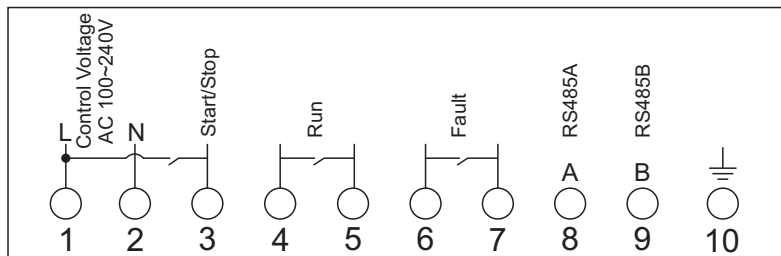 Control Voltage
AC 100~240V
Start/Stop
Run
Fault
RS485A
RS485B
L N
A B
1 2 3 4 5 6 7 8 9 10